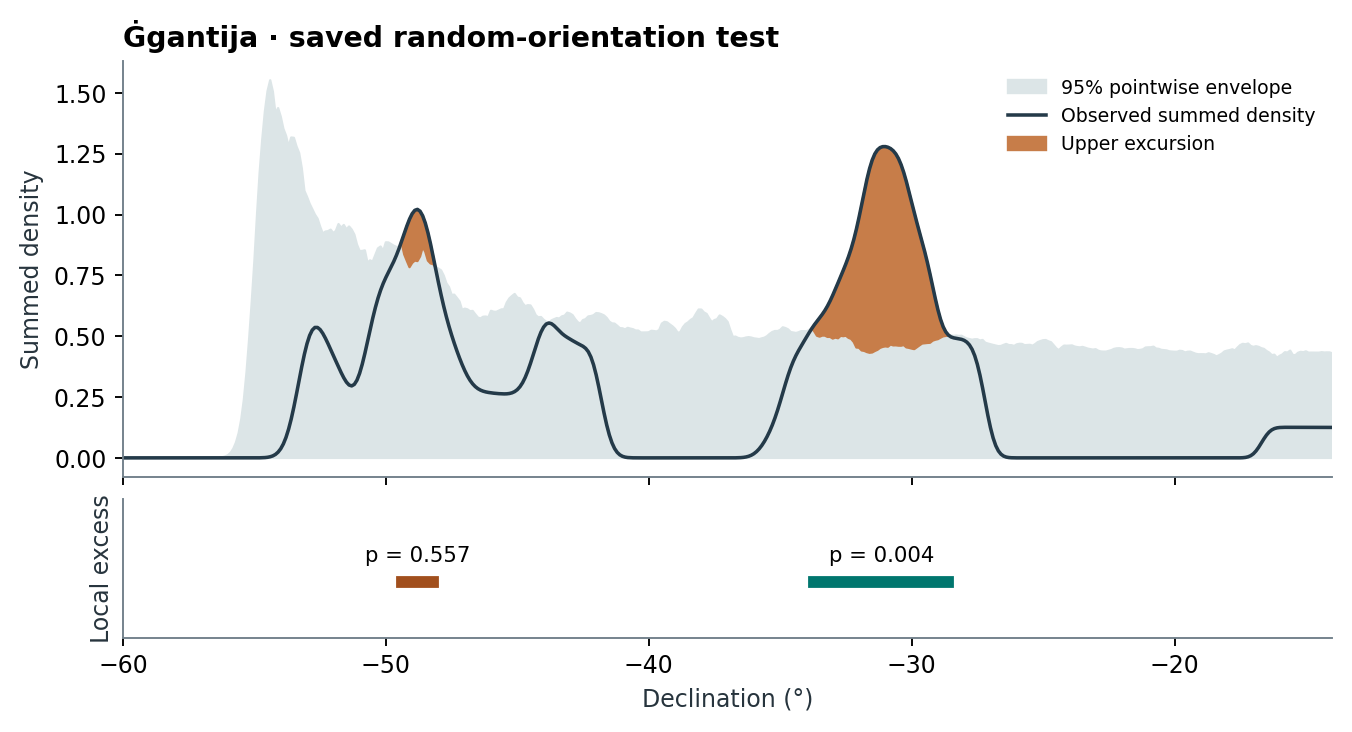 Ġgantija · saved random-orientation test
95% pointwise envelope
Observed summed density
Upper excursion
Summed density
1.50
1.25
1.00
0.75
0.50
0.25
0.00
Local excess
p = 0.557
p = 0.004
−60
−50
−40
−30
−20
Declination (°)